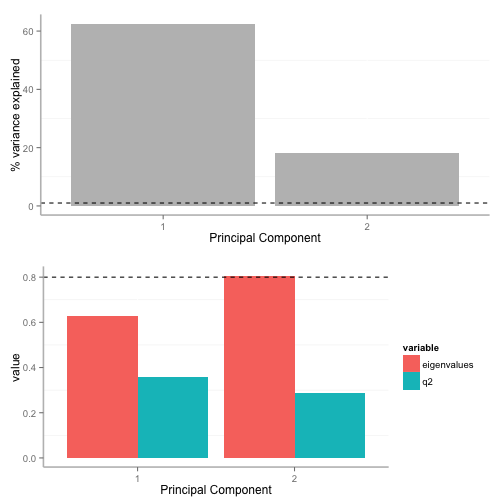 % variance explained
60
40
20
0
1
2
Principal Component
value
0.8
0.6
0.4
0.2
0.0
1
2
Principal Component
variable
eigenvalues
q2